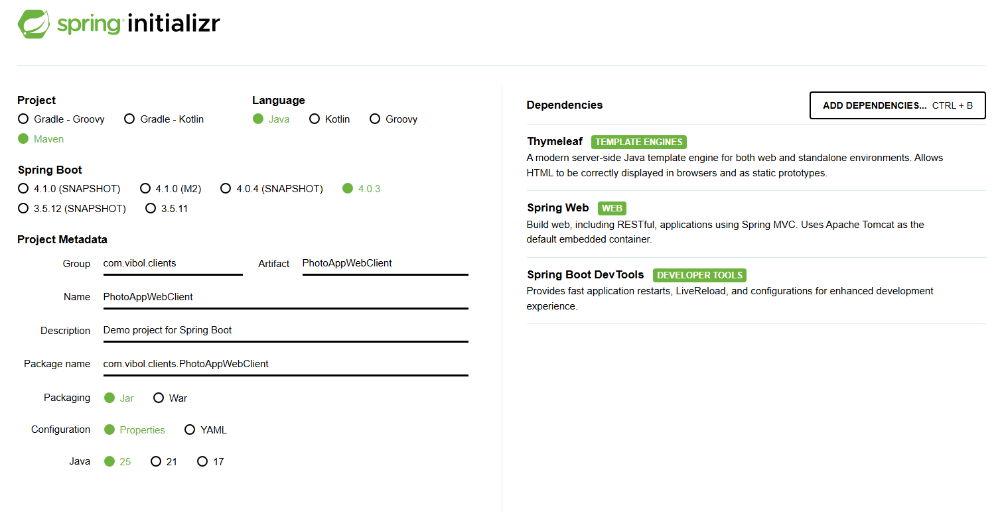 spring initializr
Project
Gradle - Groovy Gradle - Kotlin
Maven
Language
Java Kotlin Groovy
Spring Boot
4.1.0 (SNAPSHOT) 4.1.0 (M2) 4.0.4 (SNAPSHOT) 4.0.3
3.5.12 (SNAPSHOT) 3.5.11
Project Metadata
Group com.vibol.clients Artifact PhotoAppWebClient
Name PhotoAppWebClient
Description Demo project for Spring Boot
Package name com.vibol.clients.PhotoAppWebClient
Packaging Jar War
Configuration Properties YAML
Java 25 21 17
Dependencies ADD DEPENDENCIES... CTRL + B
Thymeleaf TEMPLATE ENGINES
A modern server-side Java template engine for both web and standalone environments. Allows
HTML to be correctly displayed in browsers and as static prototypes.
Spring Web WEB
Build web, including RESTful, applications using Spring MVC. Uses Apache Tomcat as the
default embedded container.
Spring Boot DevTools DEVELOPER TOOLS
Provides fast application restarts, LiveReload, and configurations for enhanced development
experience.